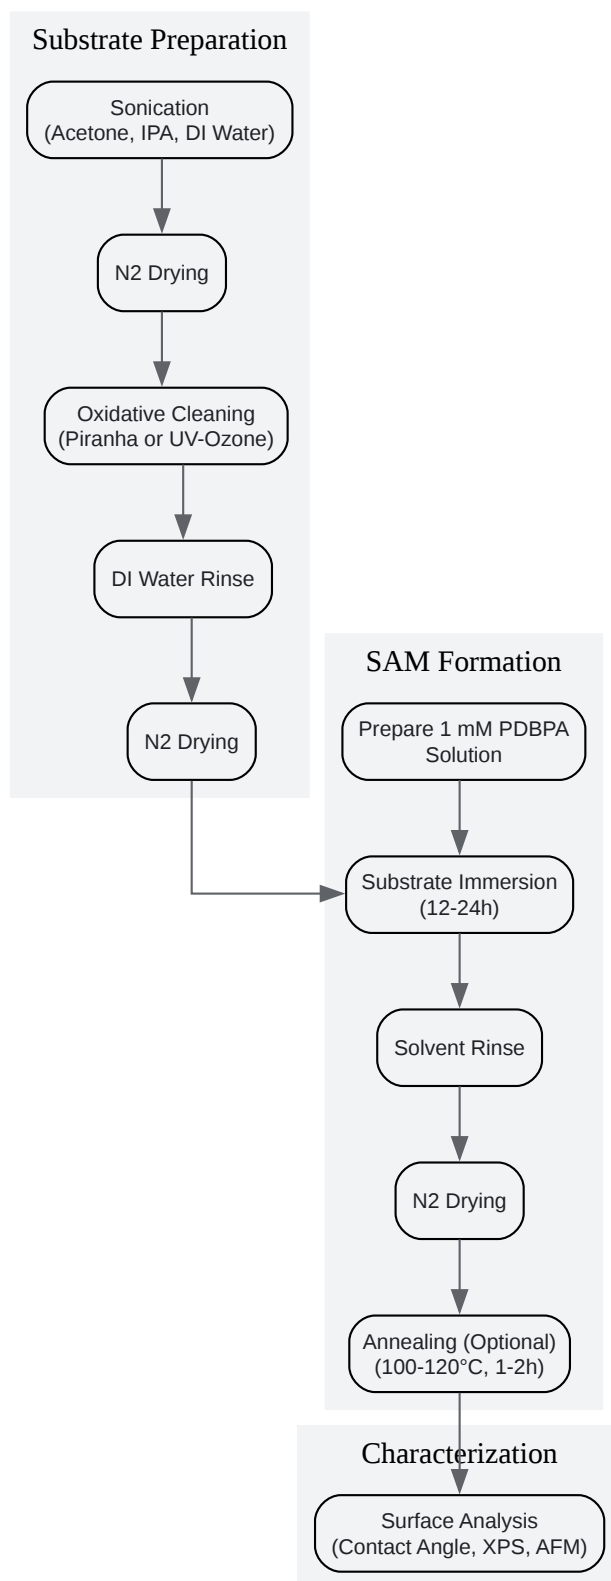 Substrate Preparation
Sonication
(Acetone, IPA, DI Water)
N2 Drying
Oxidative Cleaning
(Piranha or UV-Ozone)
DI Water Rinse
N2 Drying
SAM Formation
Prepare 1 mM PDBPA
Solution
Substrate Immersion
(12-24h)
Solvent Rinse
N2 Drying
Annealing (Optional)
(100-120°C, 1-2h)
Characterization
Surface Analysis
(Contact Angle, XPS, AFM)